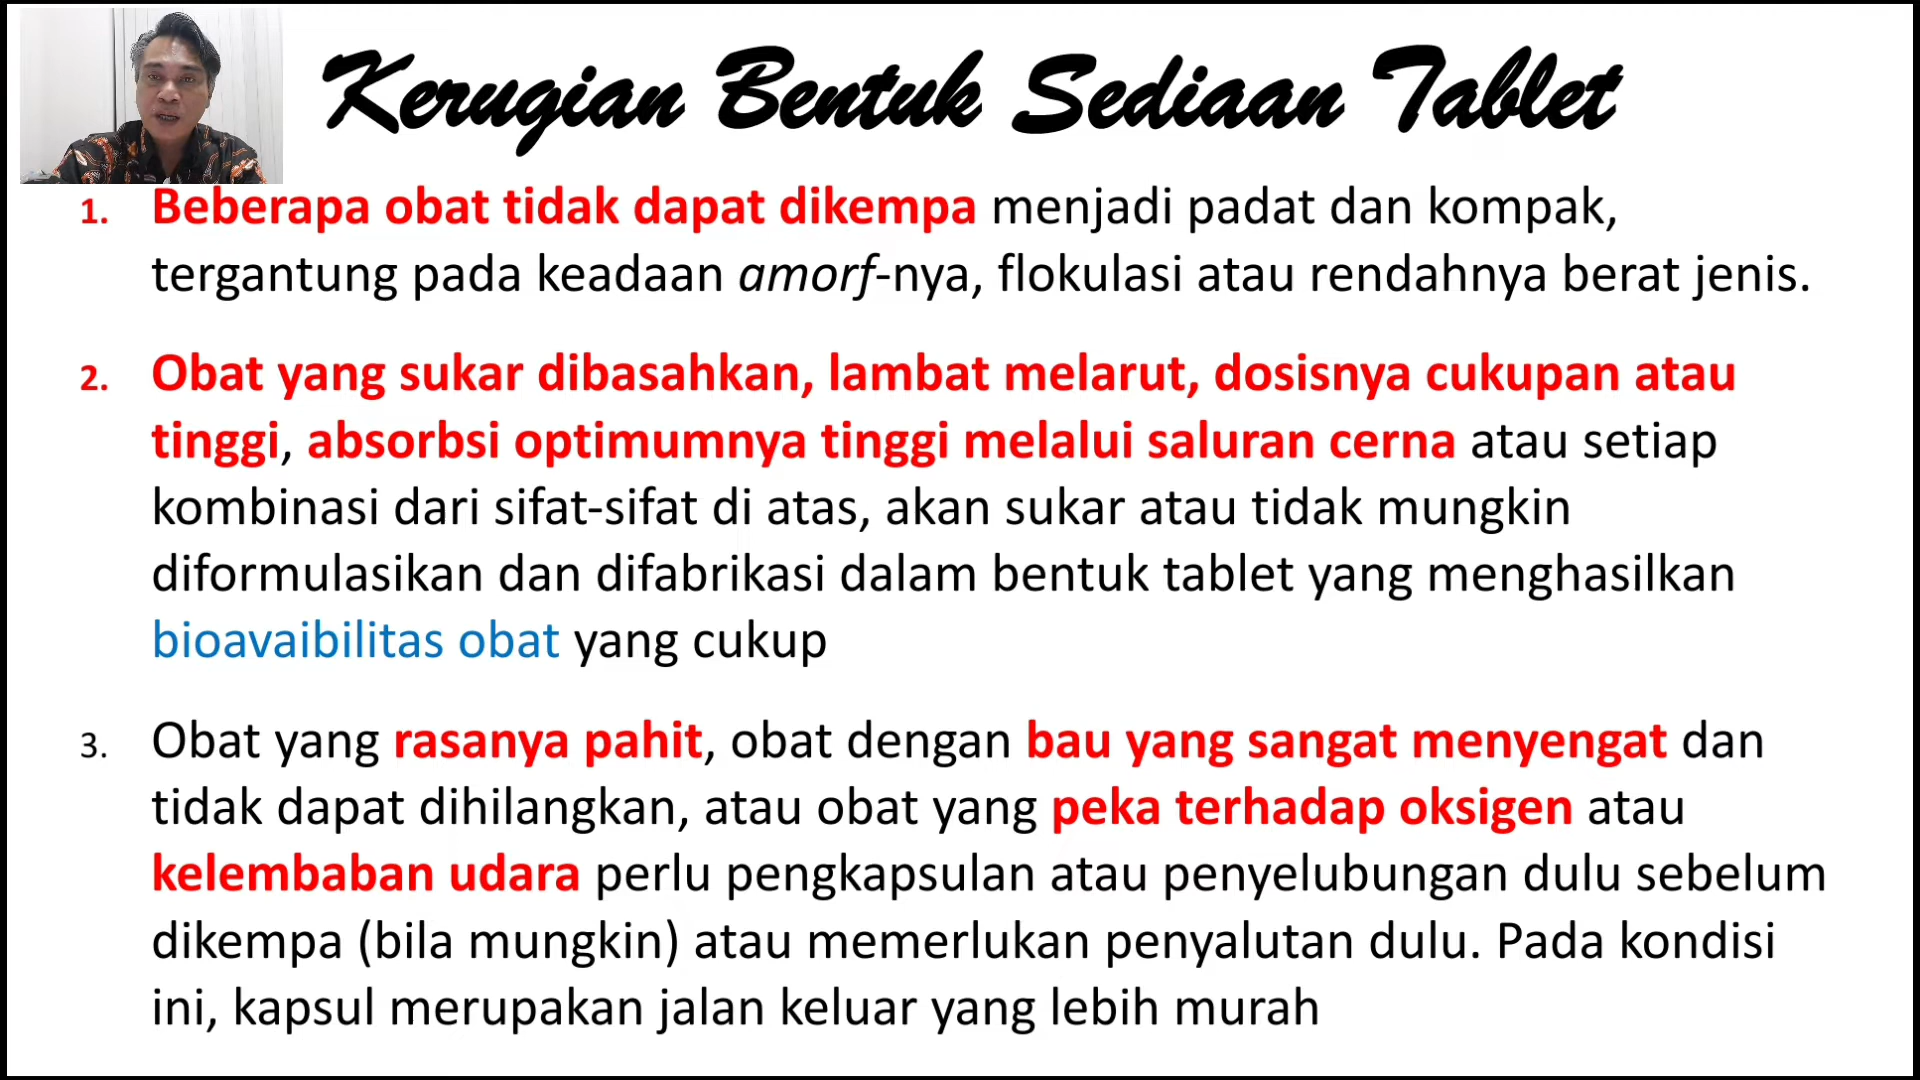 Kerugian Bentuk Sediaan Tablet
1. Beberapa obat tidak dapat dikempa menjadi padat dan kompak,
tergantung pada keadaan amorf-nya, flokulasi atau rendahnya berat jenis.
2. Obat yang sukar dibasahkan, lambat melarut, dosisnya cukupan atau
tinggi, absorbsi optimumnya tinggi melalui saluran cerna atau setiap
kombinasi dari sifat-sifat di atas, akan sukar atau tidak mungkin
diformulasikan dan difabrikasi dalam bentuk tablet yang menghasilkan
bioavaibilitas obat yang cukup
3. Obat yang rasanya pahit, obat dengan bau yang sangat menyengat dan
tidak dapat dihilangkan, atau obat yang peka terhadap oksigen atau
kelembaban udara perlu pengkapsulan atau penyelubungan dulu sebelum
dikempa (bila mungkin) atau memerlukan penyalutan dulu. Pada kondisi
ini, kapsul merupakan jalan keluar yang lebih murah